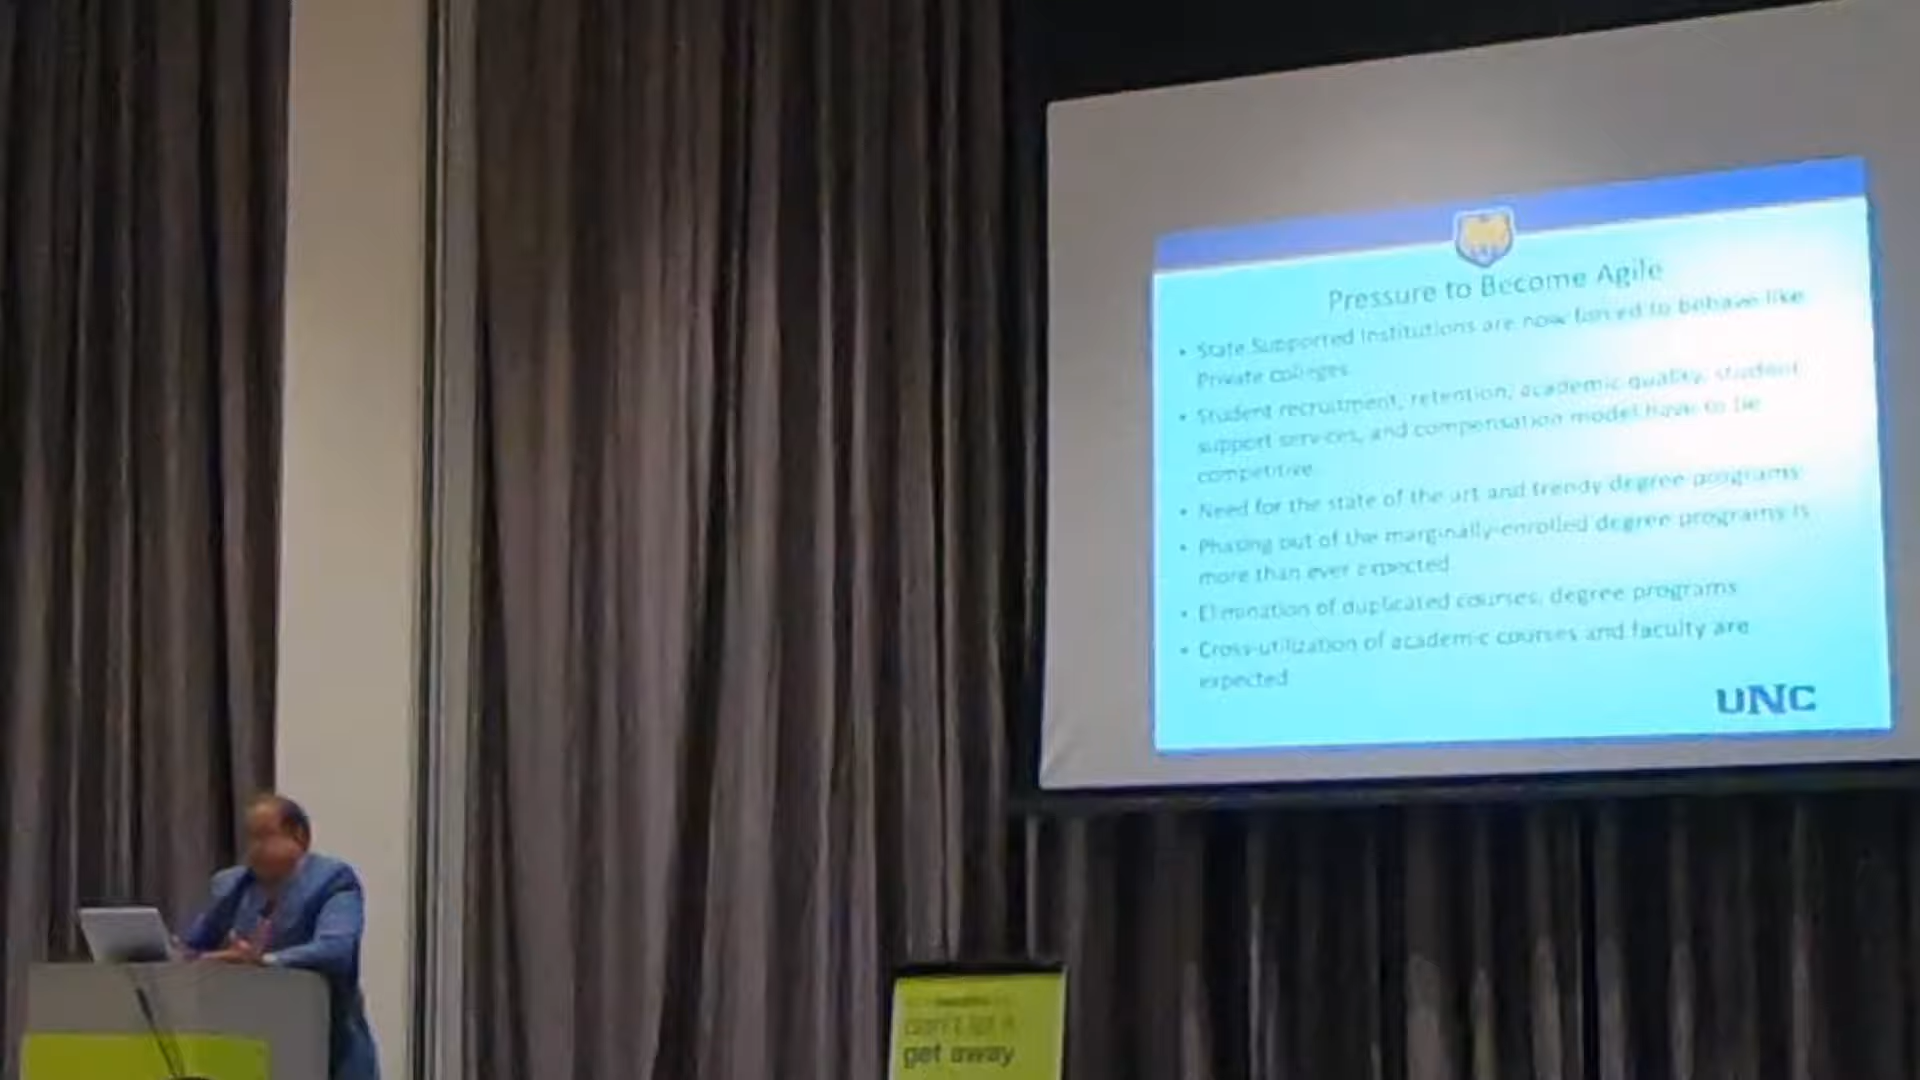 Pressure to Become Agile
• State Supported Institutions are now forced to behave like
Private colleges
• Student recruitment, retention, academic quality, student
support services, and compensation model have to be
competitive
• Need for the state of the art and trendy degree programs
• Phasing out of the marginally-enrolled degree programs is
more than ever expected
• Elimination of duplicated courses, degree programs
• Cross-utilization of academic courses and faculty are
expected
UNC
get away